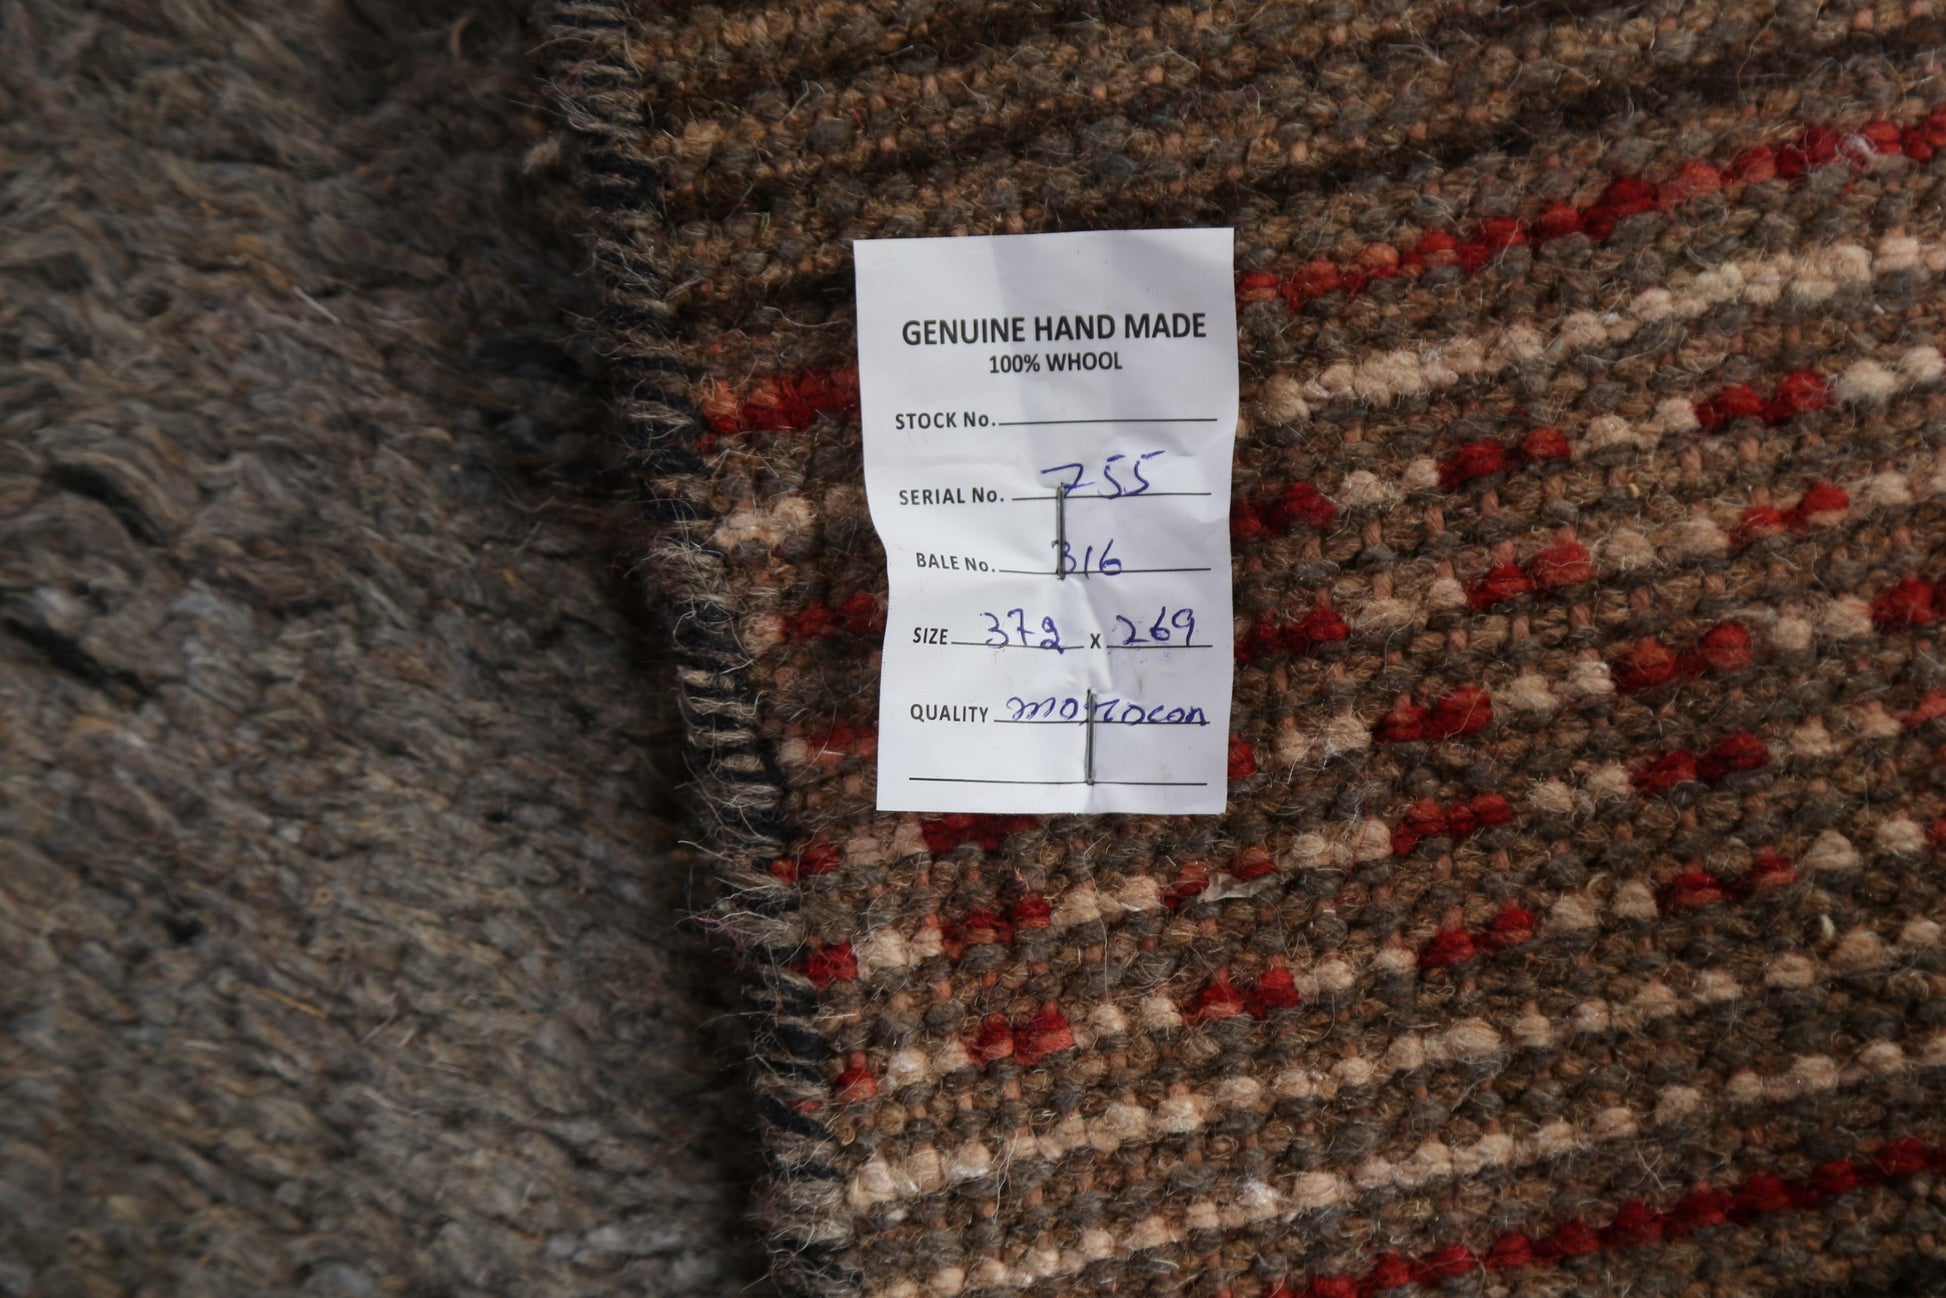 GENUINE HAND MADE
100% WHOOL
STOCK No.
SERIAL No. 755
BALE No. 316
SIZE 372 x 269
QUALITY morocon